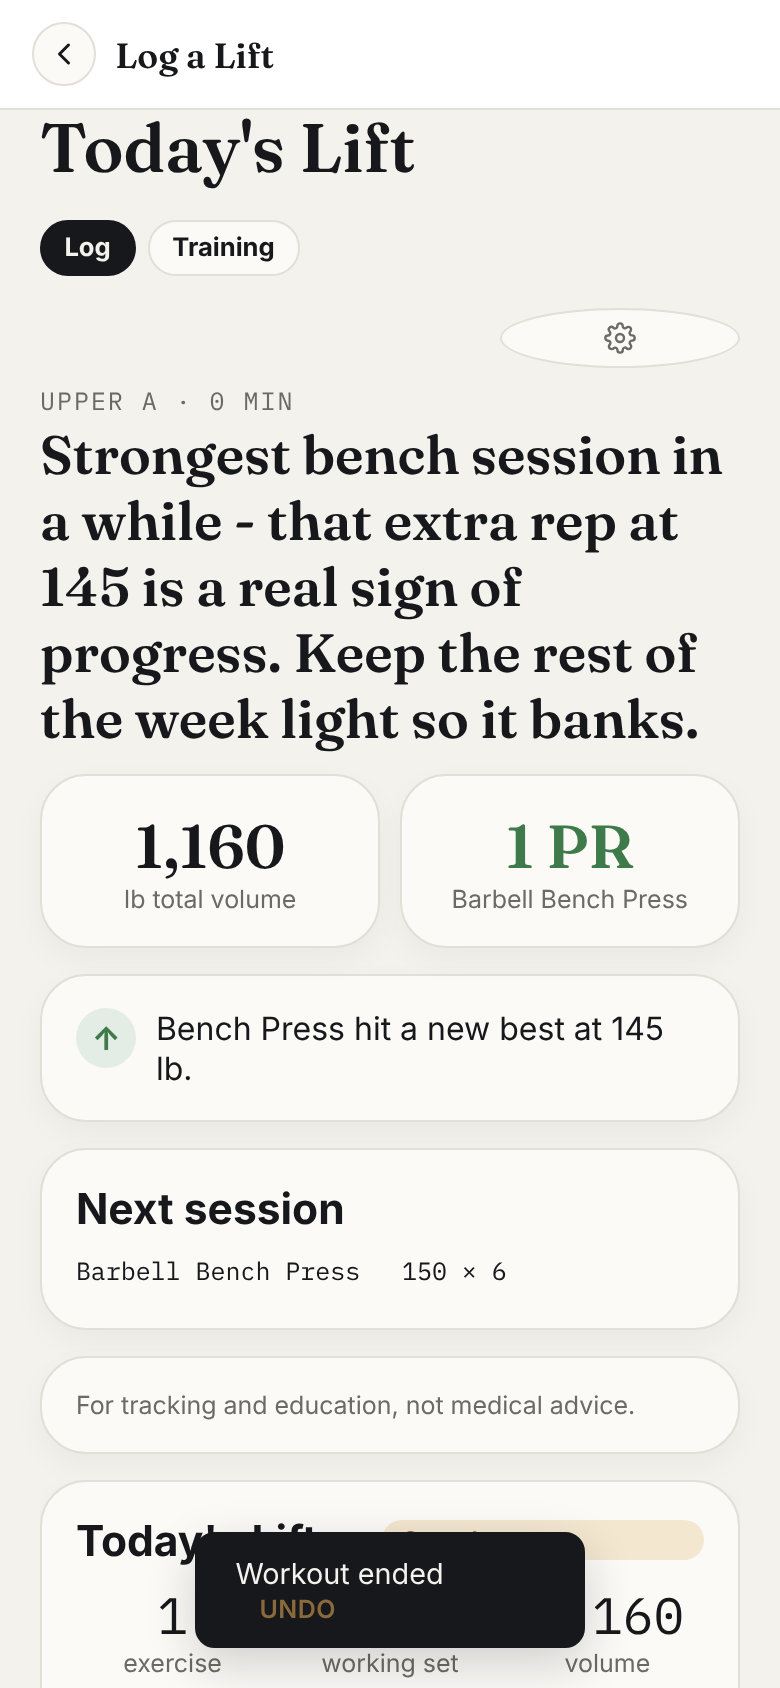 Log a Lift
Today's Lift
Log
Training
UPPER A · 0 MIN
Strongest bench session in
a while - that extra rep at
145 is a real sign of
progress. Keep the rest of
the week light so it banks.
1,160
lb total volume
1 PR
Barbell Bench Press
Bench Press hit a new best at 145
lb.
Next session
Barbell Bench Press 150 × 6
For tracking and education, not medical advice.
Today's Lift
Workout ended
UNDO
1
160
exercise
working set
volume